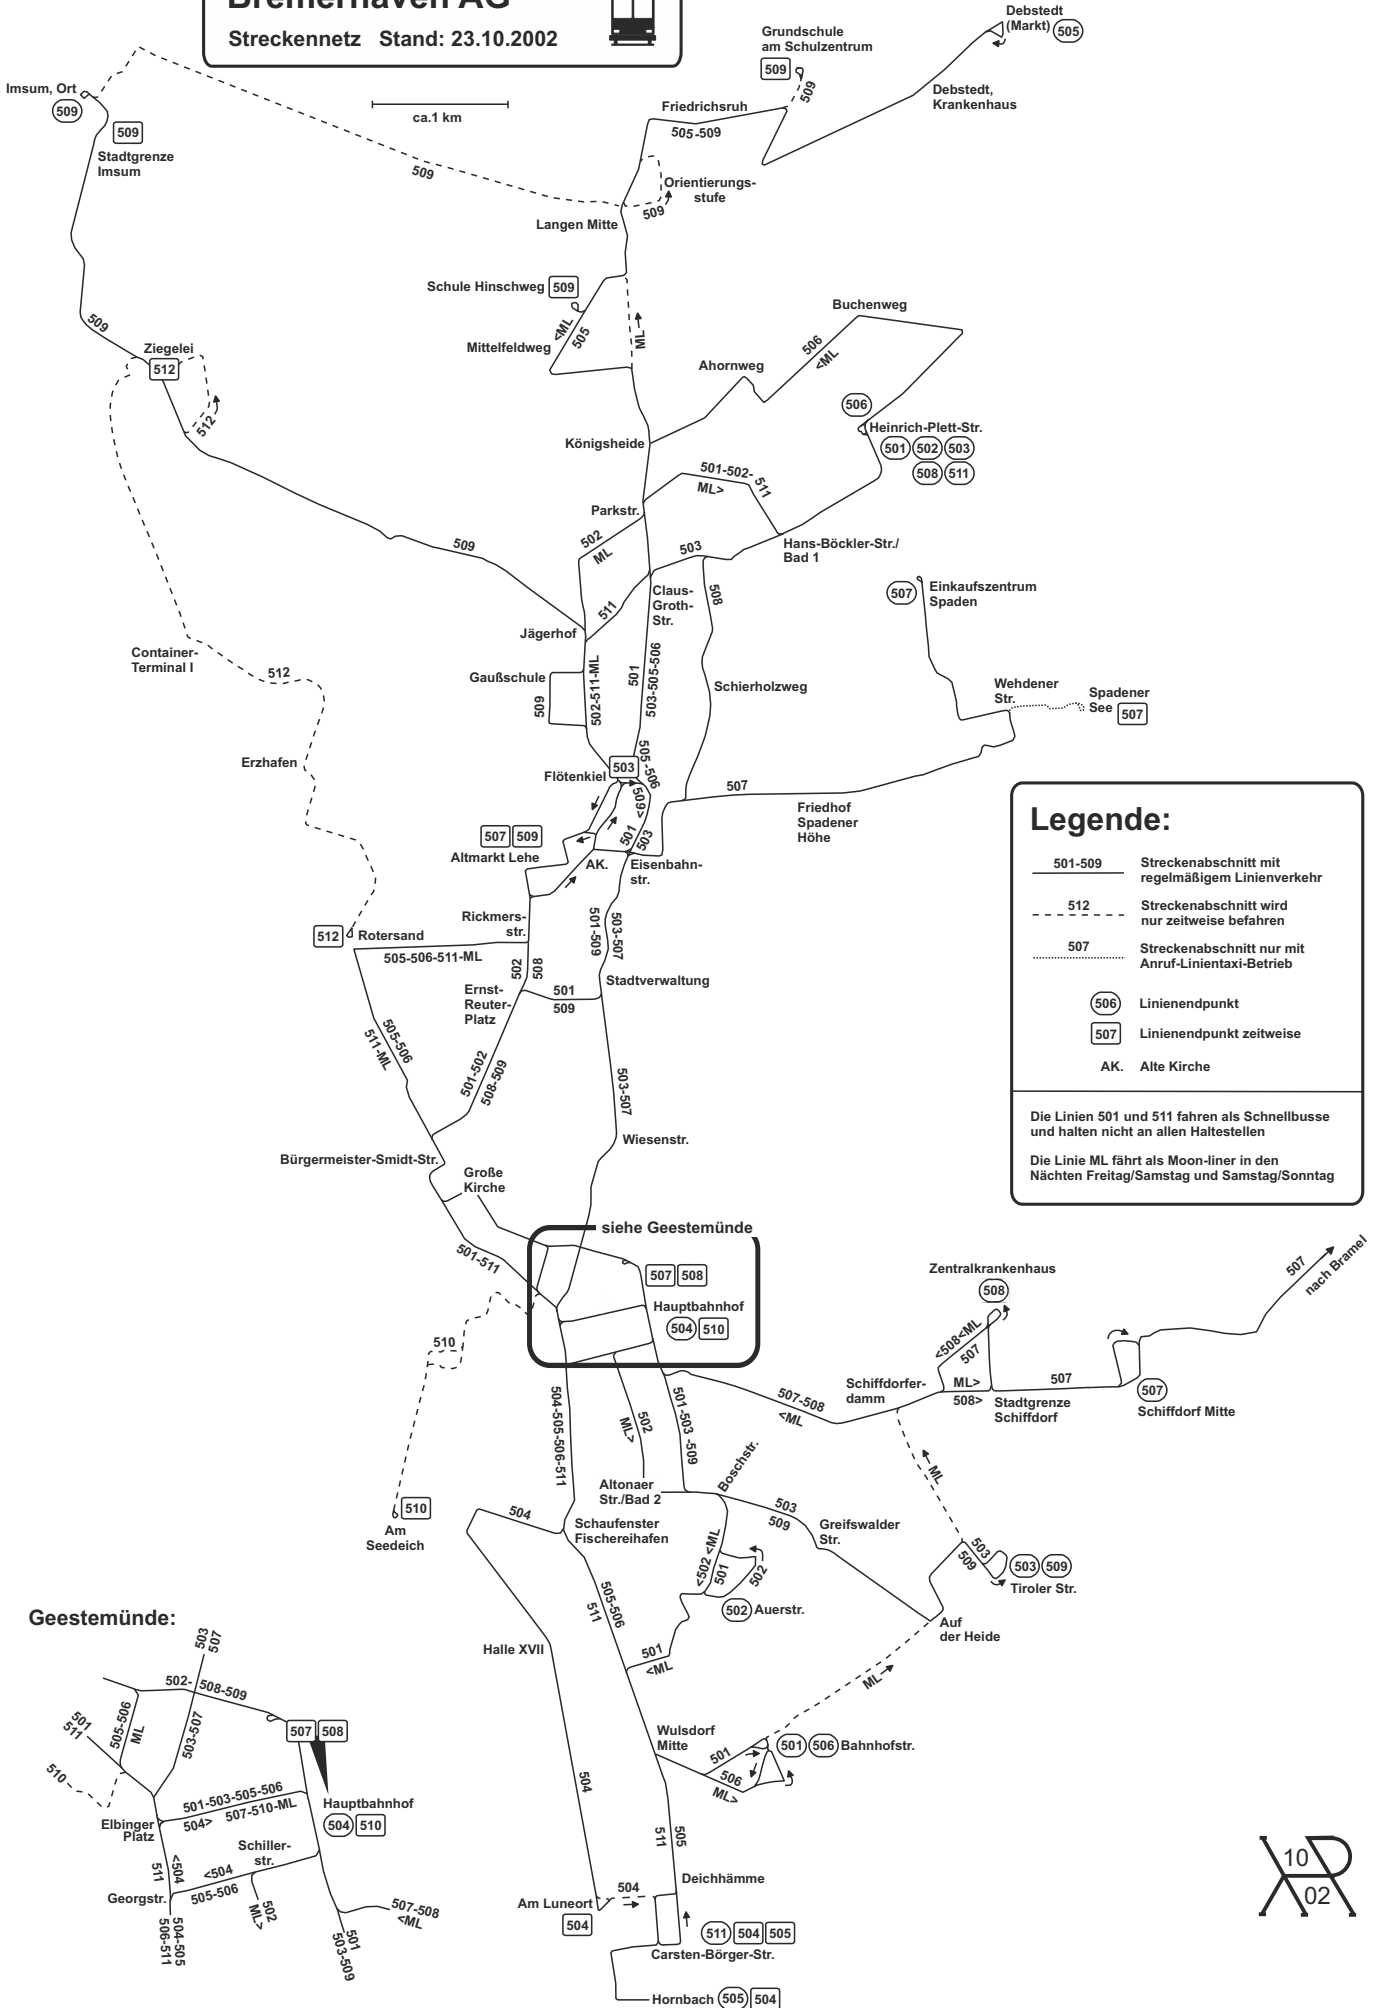 Bremerhaven AG
Streckennetz Stand: 23.10.2002
Debstedt
(Markt) 505
Grundschule
am Schulzentrum
509
509
Debstedt,
Krankenhaus
Imsum, Ort
509
509
Stadtgrenze
Imsum
ca.1 km
Friedrichsruh
505-509
509
Orientierungs-
stufe
509
Langen Mitte
Schule Hinschweg 509
<ML
505
ML
Mittelfeldweg
Buchenweg
506
<ML
Ahornweg
509
Ziegelei
512
512
506
Heinrich-Plett-Str.
501 502 503
508 511
Königsheide
501-502-
511
ML>
Parkstr.
502
ML
503
Hans-Böckler-Str./
Bad 1
509
Claus-
Groth-
Str.
508
511
507
Einkaufszentrum
Spaden
Jägerhof
Container-
Terminal I
512
Gaußschule
509
502-511-ML
501
503-505-506
Schierholzweg
Wehdener
Str.
Spadener
See 507
Erzhafen
Flötenkiel
503
505-506
509>
501
503
507
Friedhof
Spadener
Höhe
507 509
Altmarkt Lehe
AK.
Eisenbahn-
str.
Rickmers-
str.
501-509
503-507
512 Rotersand
505-506-511-ML
502
508
Stadtverwaltung
Ernst-
Reuter-
Platz
501
509
505-506
511-ML
501-502
508-509
503-507
Wiesenstr.
Bürgermeister-Smidt-Str.
Große
Kirche
501-511
siehe Geestemünde
507 508
Hauptbahnhof
504 510
510
510
Am
Seedeich
Legende:
501-509
Streckenabschnitt mit
regelmäßigem Linienverkehr
512
Streckenabschnitt wird
nur zeitweise befahren
507
Streckenabschnitt nur mit
Anruf-Linientaxi-Betrieb
506 Linienendpunkt
507 Linienendpunkt zeitweise
AK. Alte Kirche
Die Linien 501 und 511 fahren als Schnellbusse
und halten nicht an allen Haltestellen
Die Linie ML fährt als Moon-liner in den
Nächten Freitag/Samstag und Samstag/Sonntag
507
nach Bramel
Zentralkrankenhaus
508
<508<ML
507
ML>
508>
507
Stadtgrenze
Schiffdorf
507
Schiffdorf Mitte
Schiffdorfer-
damm
507-508
<ML
504-505-506-511
502
ML>
501-503 -509
Altonaer
Str./Bad 2
Boschstr.
503
509
Greifswalder
Str.
ML
504
Schaufenster
Fischereihafen
<502 <ML
501
502
502 Auerstr.
503
509
503 509
Tiroler Str.
Auf
der Heide
505-506
511
Halle XVII
501
<ML
ML
Wulsdorf
Mitte
501
506
ML>
501 506 Bahnhofstr.
504
511
505
Deichhämme
504
Am Luneort
504
511 504 505
Carsten-Börger-Str.
Hornbach 505 504
Geestemünde:
503
507
502-
508-509
501
511
505-506
ML
503-507
507 508
510
501-503-505-506
504>
507-510-ML
Hauptbahnhof
504 510
Elbinger
Platz
Schiller-
str.
511
<504
<504
505-506
Georgstr.
502
ML>
507-508
<ML
504-505
506-511
501
503-509
10
02